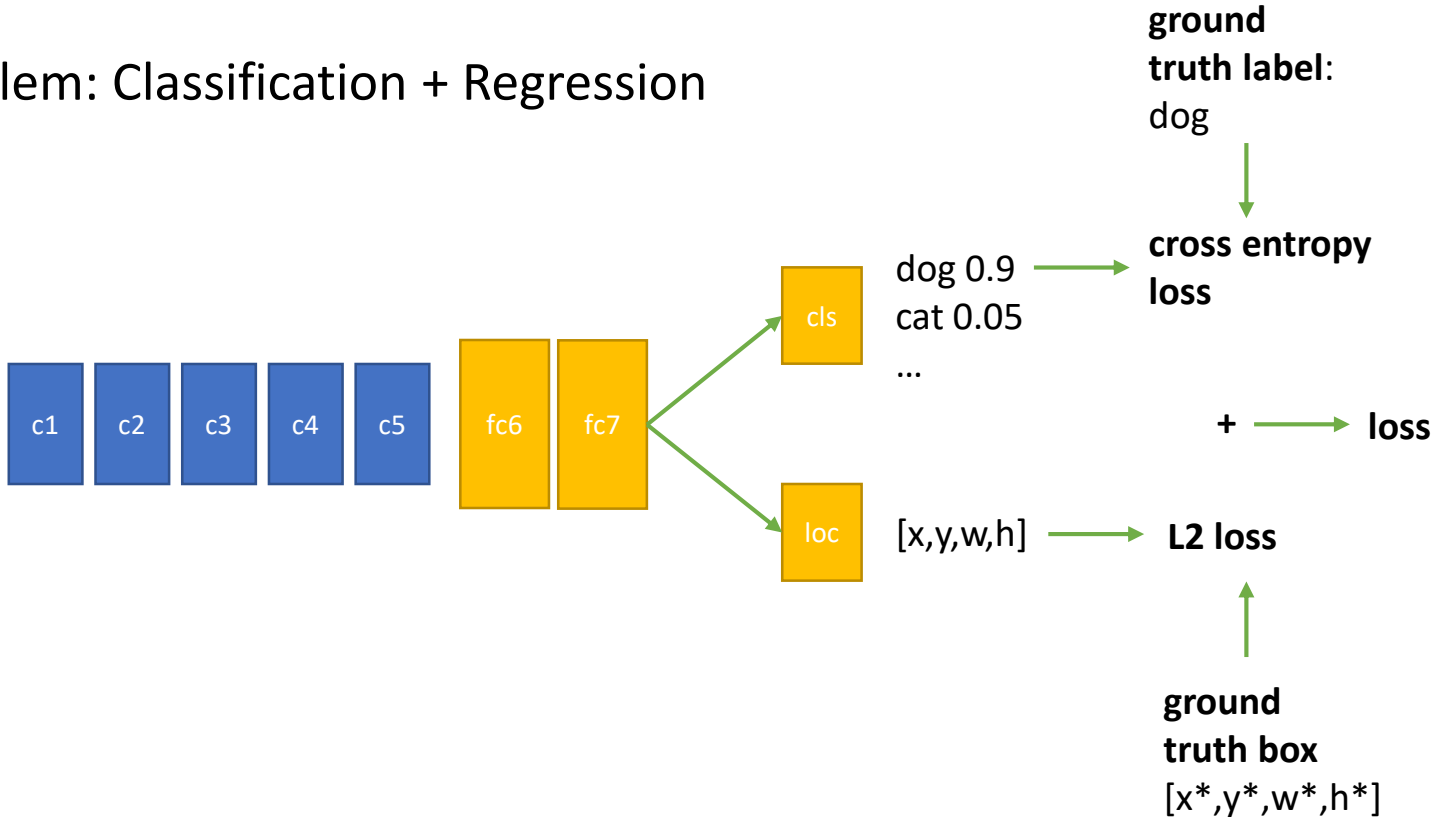 lem: Classification + Regression
ground
truth label:
dog
cross entropy
loss
dog 0.9
cat 0.05
...
cls
c1
c2
c3
c4
c5
fc6
fc7
+
loss
loc
[x,y,w,h]
L2 loss
ground
truth box
[x*,y*,w*,h*]